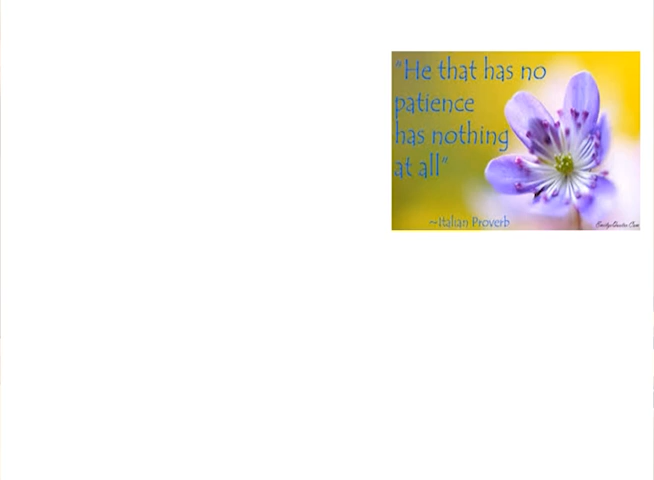 "He that has no
patience
has nothing
at all"
~Italian Proverb